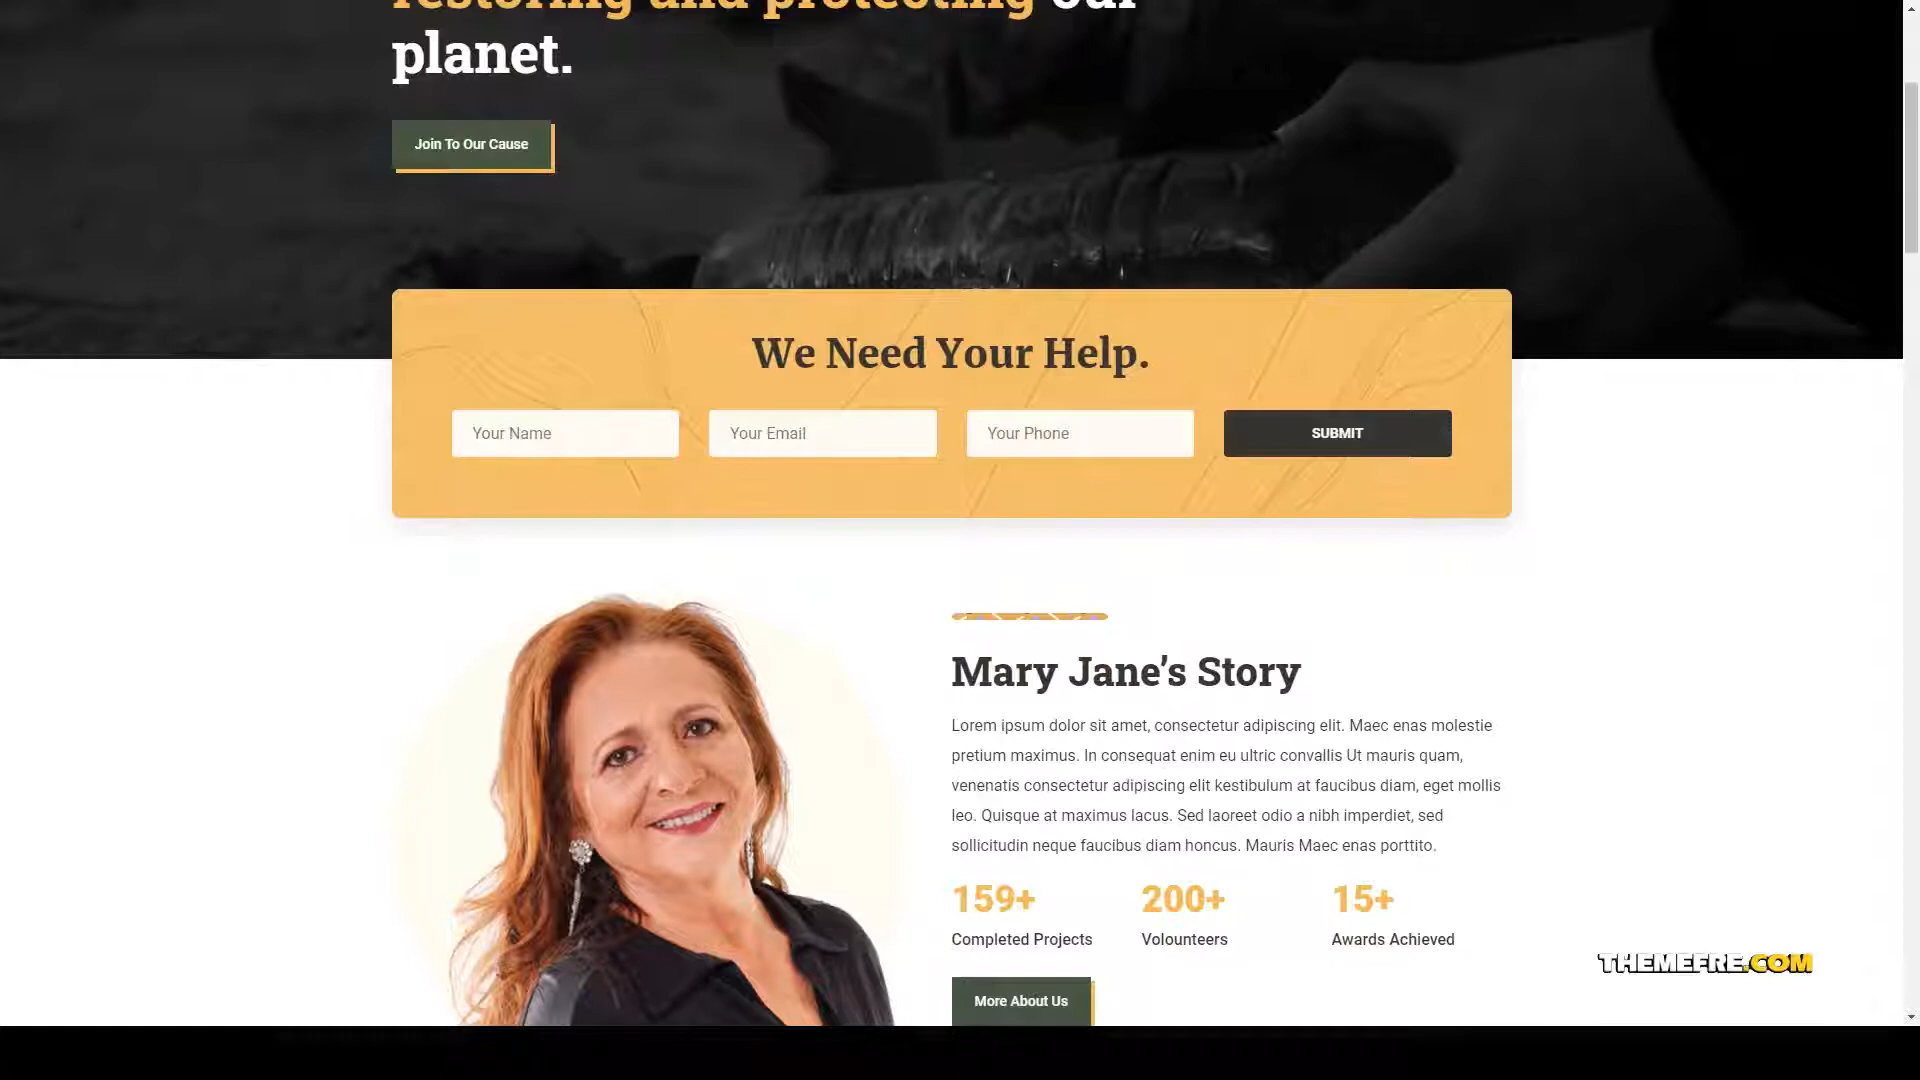 restoring and protecting our
planet.
Join To Our Cause
We Need Your Help.
Your Name
Your Email
Your Phone
SUBMIT
Mary Jane’s Story
Lorem ipsum dolor sit amet, consectetur adipiscing elit. Maec enas molestie
pretium maximus. In consequat enim eu ultric convallis Ut mauris quam,
venenatis consectetur adipiscing elit kestibulum at faucibus diam, eget mollis
leo. Quisque at maximus lacus. Sed laoreet odio a nibh imperdiet, sed
sollicitudin neque faucibus diam honcus. Mauris Maec enas porttito.
159+
200+
15+
Completed Projects
Volounteers
Awards Achieved
More About Us
THEMEFRE.COM